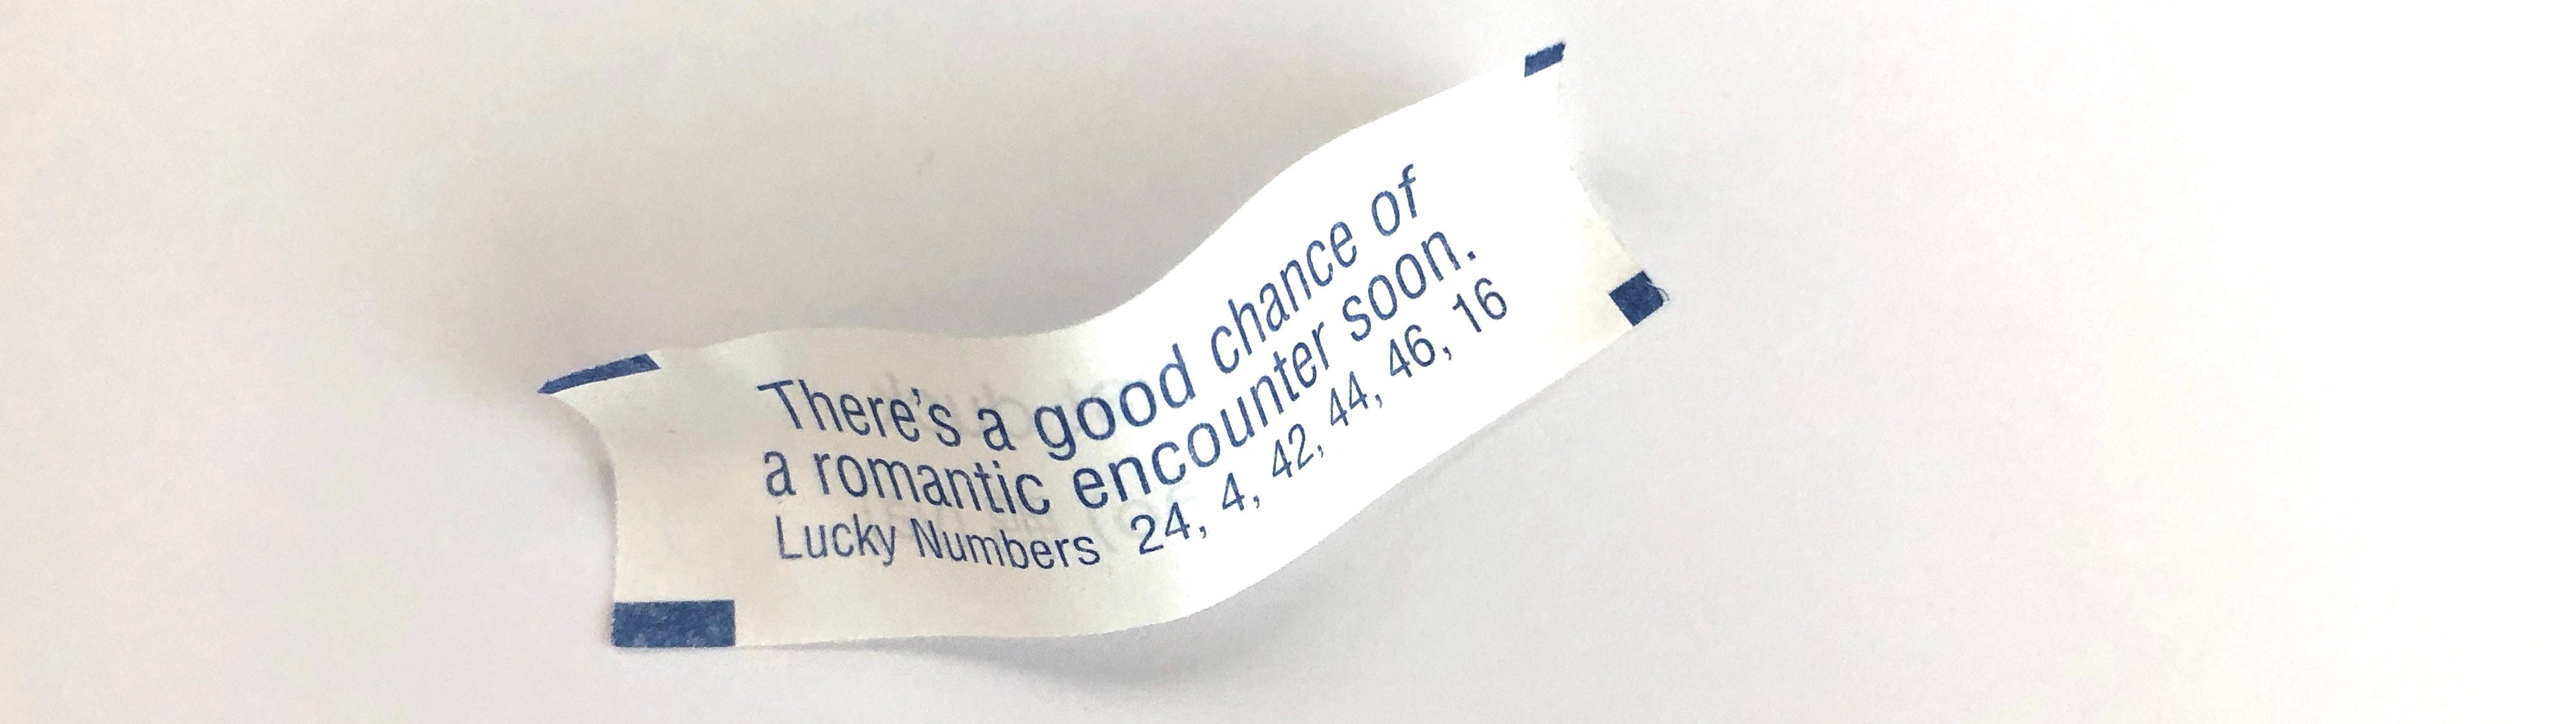 There's a good chance of
a romantic encounter soon.
Lucky Numbers 24, 4, 42, 44, 46, 16